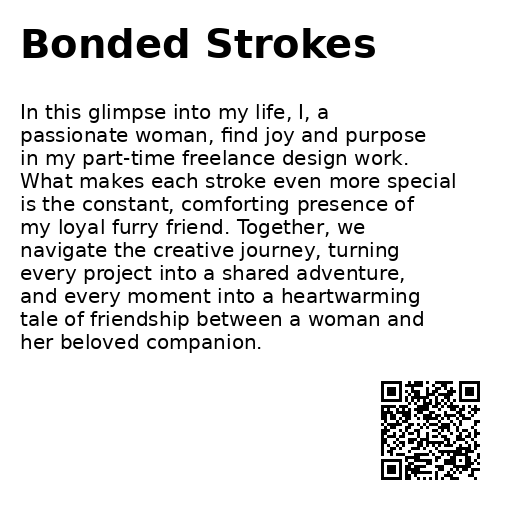 Bonded Strokes
In this glimpse into my life, I, a
passionate woman, find joy and purpose
in my part-time freelance design work.
What makes each stroke even more special
is the constant, comforting presence of
my loyal furry friend. Together, we
navigate the creative journey, turning
every project into a shared adventure,
and every moment into a heartwarming
tale of friendship between a woman and
her beloved companion.